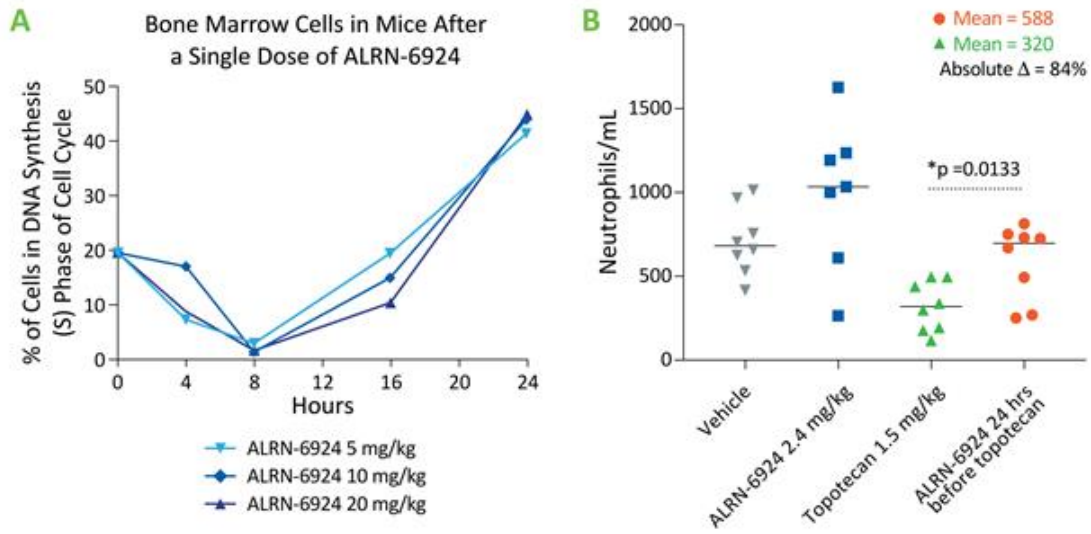 A
Bone Marrow Cells in Mice After
a Single Dose of ALRN-6924
% of Cells in DNA Synthesis
(S) Phase of Cell Cycle
50
40
30
20
10
0
0 4 8 12 16 20 24
Hours
ALRN-6924 5 mg/kg
ALRN-6924 10 mg/kg
ALRN-6924 20 mg/kg
B
Mean = 588
Mean = 320
Absolute Δ = 84%
Neutrophils/mL
2000
1500
1000
500
0
*p =0.0133
Vehicle
ALRN-6924 2.4 mg/kg
Topotecan 1.5 mg/kg
ALRN-6924 24 hrs
before topotecan